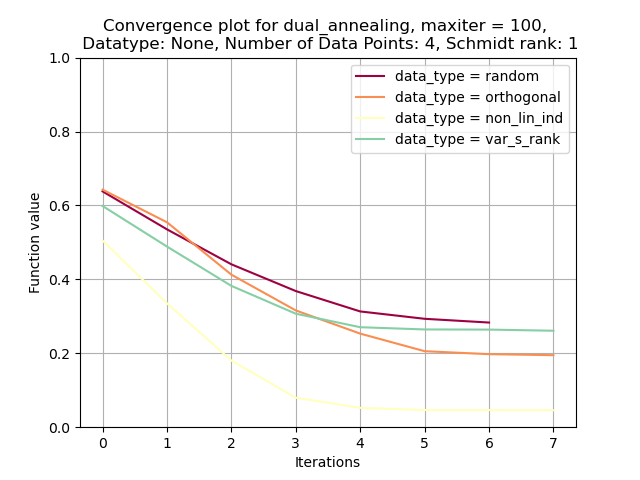 Convergence plot for dual_annealing, maxiter = 100,
Datatype: None, Number of Data Points: 4, Schmidt rank: 1
1.0
0.8
0.6
0.4
0.2
0.0
Function value
data_type = random
data_type = orthogonal
data_type = non_lin_ind
data_type = var_s_rank
0 1 2 3 4 5 6 7
Iterations